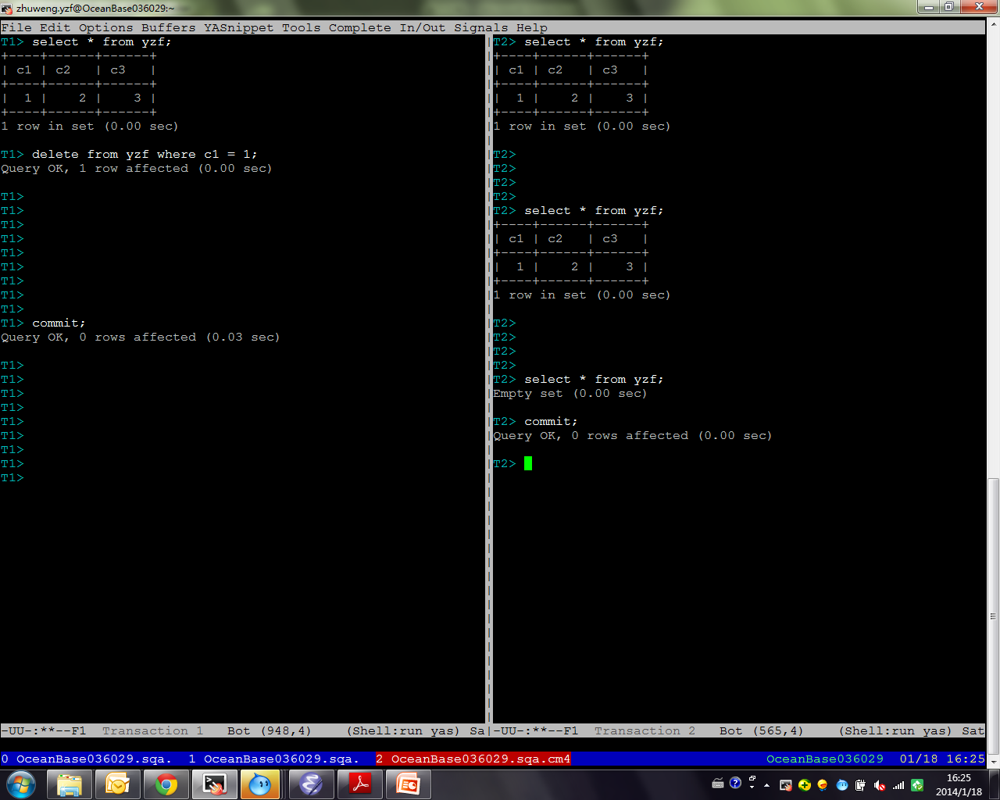 zhuweng.yzf@OceanBase036029:~
File Edit Options Buffers YASnippet Tools Complete In/Out Signals Help
T1> select * from yzf;
+----+------+------+
| c1 | c2   | c3   |
+----+------+------+
|  1 |    2 |    3 |
+----+------+------+
1 row in set (0.00 sec)
T1> delete from yzf where c1 = 1;
Query OK, 1 row affected (0.00 sec)
T1>
T1>
T1>
T1>
T1>
T1>
T1>
T1>
T1>
T1> commit;
Query OK, 0 rows affected (0.03 sec)
T1>
T1>
T1>
T1>
T1>
T1>
T1>
T1>
T1>
-UU-:**--F1  Transaction 1   Bot (948,4)    (Shell:run yas) Sa
T2> select * from yzf;
+----+------+------+
| c1 | c2   | c3   |
+----+------+------+
|  1 |    2 |    3 |
+----+------+------+
1 row in set (0.00 sec)
T2>
T2>
T2>
T2>
T2> select * from yzf;
+----+------+------+
| c1 | c2   | c3   |
+----+------+------+
|  1 |    2 |    3 |
+----+------+------+
1 row in set (0.00 sec)
T2>
T2>
T2>
T2>
T2> select * from yzf;
Empty set (0.00 sec)
T2> commit;
Query OK, 0 rows affected (0.00 sec)
T2>
-UU-:**--F1  Transaction 2   Bot (565,4)    (Shell:run yas) Sat
0 OceanBase036029.sqa.  1 OceanBase036029.sqa.  2 OceanBase036029.sqa.cm4 OceanBase036029  01/18 16:25
16:25
2014/1/18